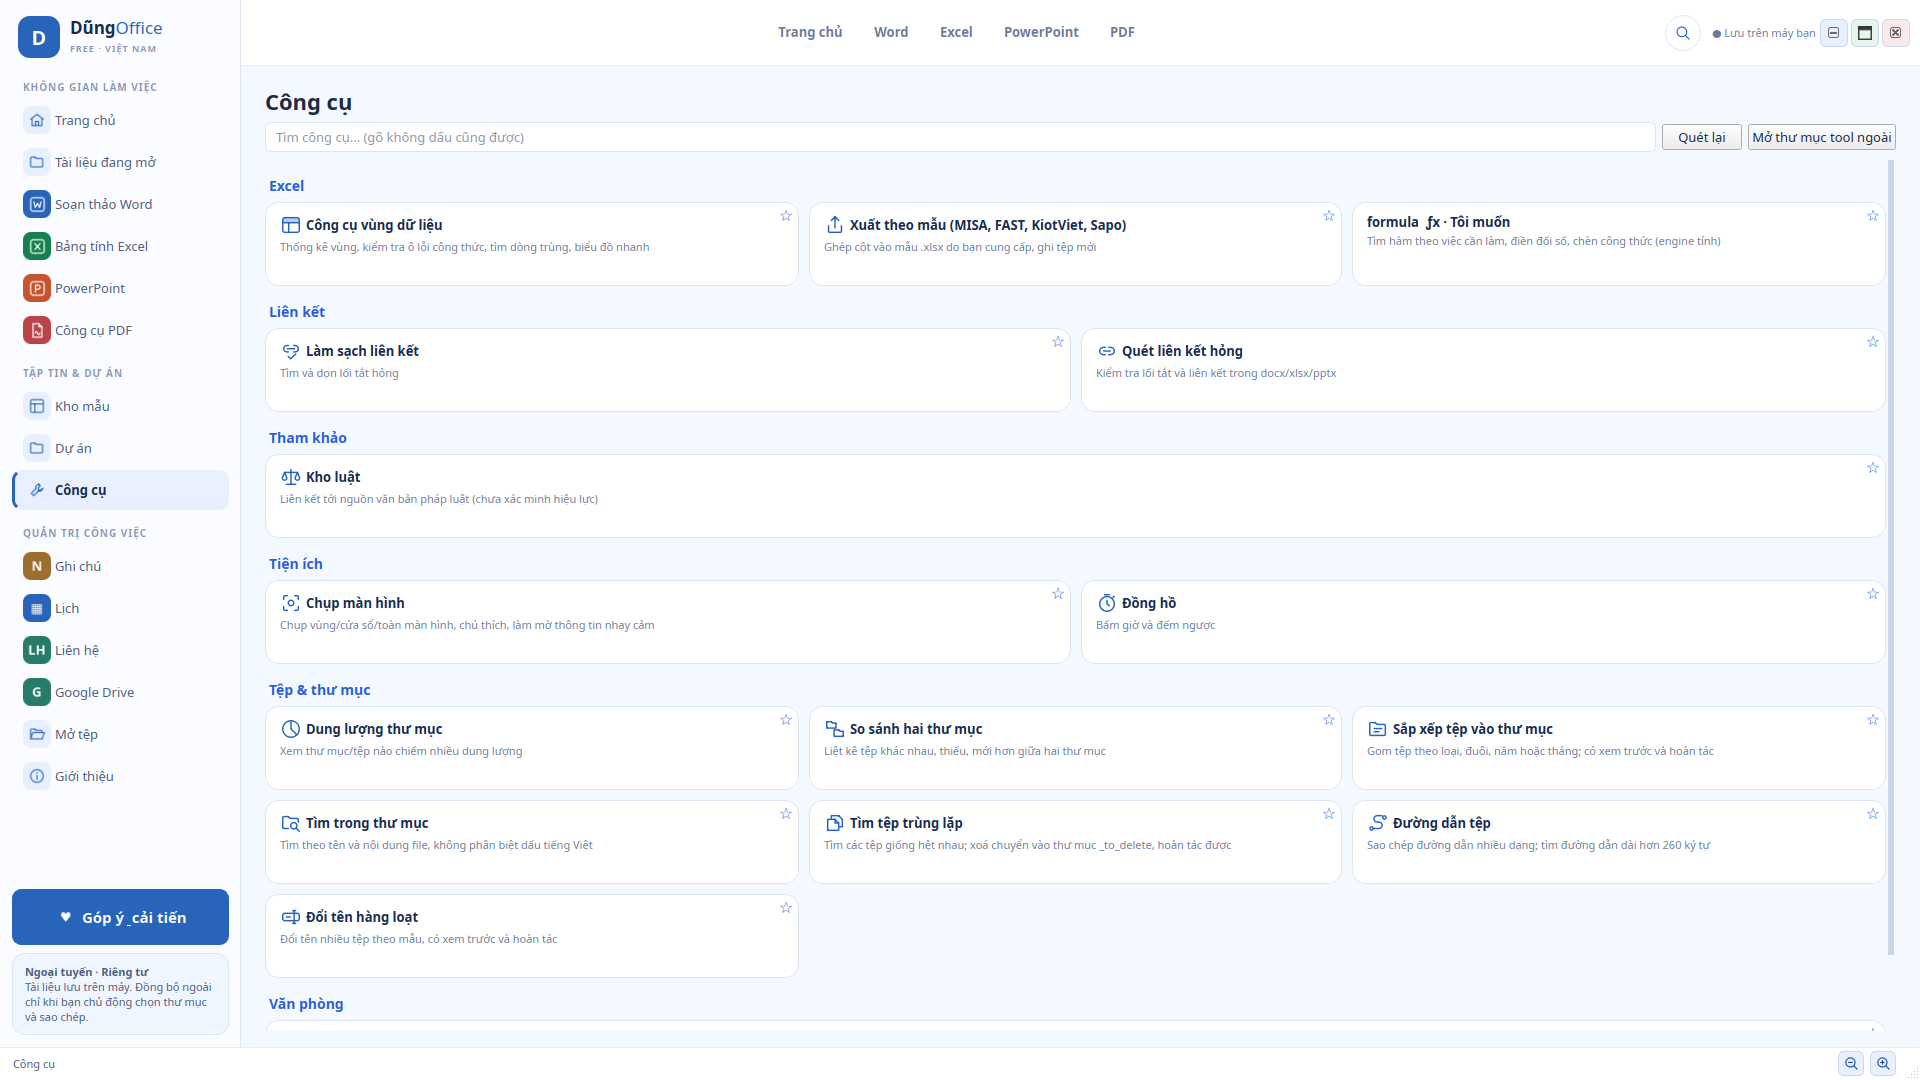 D
DũngOffice
FREE · VIỆT NAM
KHÔNG GIAN LÀM VIỆC
Trang chủ
Tài liệu đang mở
Soạn thảo Word
Bảng tính Excel
PowerPoint
Công cụ PDF
TẬP TIN & DỰ ÁN
Kho mẫu
Dự án
Công cụ
QUẢN TRỊ CÔNG VIỆC
N Ghi chú
Lịch
LH Liên hệ
G Google Drive
Mở tệp
Giới thiệu
♥ Góp ý _cải tiến
Ngoại tuyến · Riêng tư
Tài liệu lưu trên máy. Đồng bộ ngoài
chỉ khi bạn chủ động chọn thư mục
và sao chép.
Trang chủ Word Excel PowerPoint PDF
● Lưu trên máy bạn
Công cụ
Tìm công cụ... (gõ không dấu cũng được)
Quét lại
Mở thư mục tool ngoài
Excel
Công cụ vùng dữ liệu
Thống kê vùng, kiểm tra ô lỗi công thức, tìm dòng trùng, biểu đồ nhanh
Xuất theo mẫu (MISA, FAST, KiotViet, Sapo)
Ghép cột vào mẫu .xlsx do bạn cung cấp, ghi tệp mới
formula ƒx · Tôi muốn
Tìm hàm theo việc cần làm, điền đối số, chèn công thức (engine tính)
Liên kết
Làm sạch liên kết
Tìm và dọn lối tắt hỏng
Quét liên kết hỏng
Kiểm tra lối tắt và liên kết trong docx/xlsx/pptx
Tham khảo
Kho luật
Liên kết tới nguồn văn bản pháp luật (chưa xác minh hiệu lực)
Tiện ích
Chụp màn hình
Chụp vùng/cửa sổ/toàn màn hình, chú thích, làm mờ thông tin nhạy cảm
Đồng hồ
Bấm giờ và đếm ngược
Tệp & thư mục
Dung lượng thư mục
Xem thư mục/tệp nào chiếm nhiều dung lượng
So sánh hai thư mục
Liệt kê tệp khác nhau, thiếu, mới hơn giữa hai thư mục
Sắp xếp tệp vào thư mục
Gom tệp theo loại, đuôi, năm hoặc tháng; có xem trước và hoàn tác
Tìm trong thư mục
Tìm theo tên và nội dung file, không phân biệt dấu tiếng Việt
Tìm tệp trùng lặp
Tìm các tệp giống hệt nhau; xoá chuyển vào thư mục _to_delete, hoàn tác được
Đường dẫn tệp
Sao chép đường dẫn nhiều dạng; tìm đường dẫn dài hơn 260 ký tự
Đổi tên hàng loạt
Đổi tên nhiều tệp theo mẫu, có xem trước và hoàn tác
Văn phòng
Công cụ